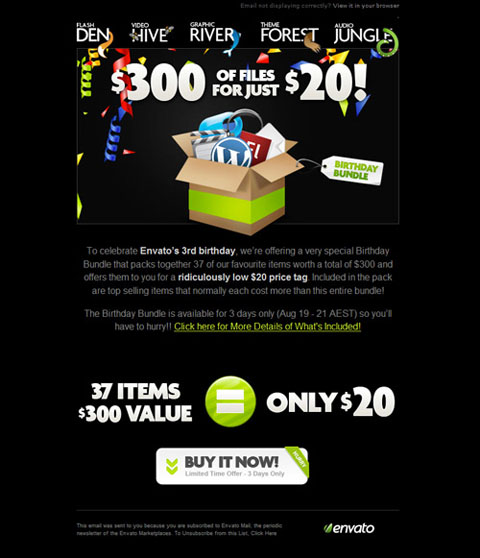 Email not displaying correctly? View it in your browser
FLASH DEN VIDEO HIVE GRAPHIC RIVER THEME FOREST AUDIO JUNGLE
$300 OF FILES FOR JUST $20!
BIRTHDAY
BUNDLE
To celebrate Envato's 3rd birthday, we're offering a very special Birthday
Bundle that packs together 37 of our favourite items worth a total of $300 and
offers them to you for a ridiculously low $20 price tag. Included in the pack
are top selling items that normally each cost more than this entire bundle!
The Birthday Bundle is available for 3 days only (Aug 19 - 21 AEST) so you'll
have to hurry!! Click here for More Details of What's Included!
37 ITEMS
$300 VALUE
ONLY $20
BUY IT NOW!
Limited Time Offer - 3 Days Only
HURRY
This email was sent to you because you are subscribed to Envato Mail, the periodic
newsletter of the Envato Marketplaces. To Unsubscribe from this List, Click Here
envato